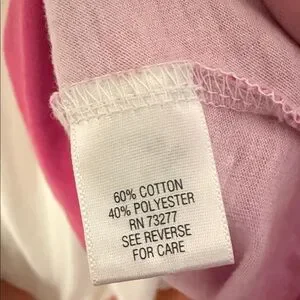 60% COTTON
40% POLYESTER
RN 73277
SEE REVERSE
FOR CARE